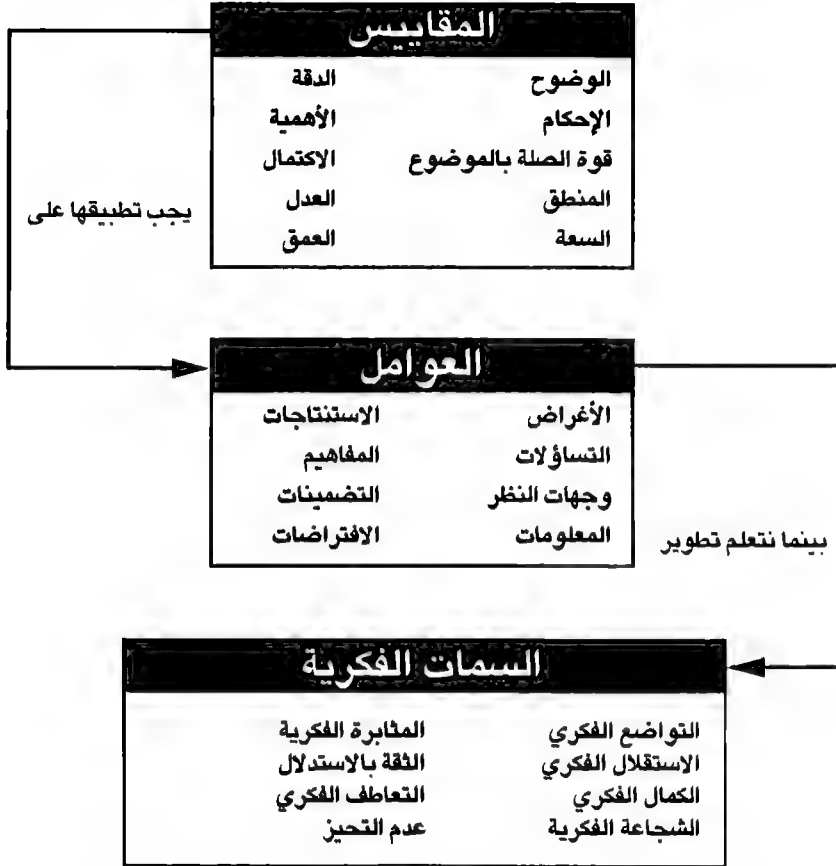 المقاييس
الوضوح الدقة
الإحكام الأهمية
قوة الصلة بالموضوع الاكتمال
المنطق العدل
السعة العمق
يجب تطبيقها على
العوامل
الأغراض الاستنتاجات
التساؤلات المفاهيم
وجهات النظر التضمينات
المعلومات الافتراضات
بينما نتعلم تطوير
السمات الفكرية
التواضع الفكري المثابرة الفكرية
الاستقلال الفكري الثقة بالاستدلال
الكمال الفكري التعاطف الفكري
الشجاعة الفكرية عدم التحيز